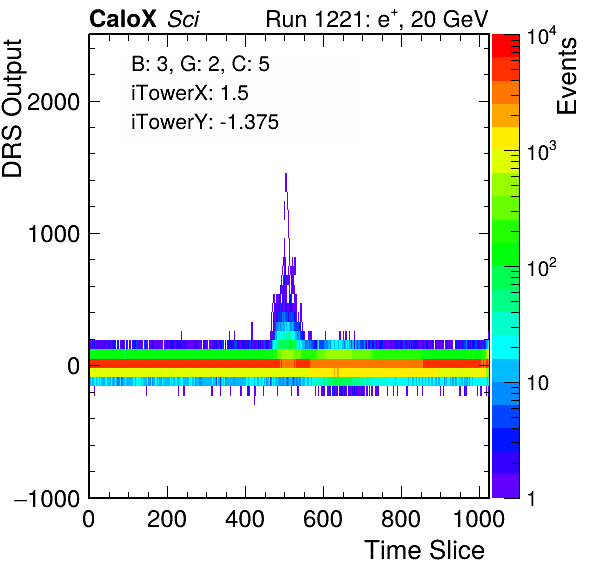 CaloX Sci
Run 1221: e⁺, 20 GeV
B: 3, G: 2, C: 5
iTowerX: 1.5
iTowerY: -1.375
DRS Output
2000
1000
0
−1000
0 200 400 600 800 1000
Time Slice
Events
10⁴
10³
10²
10
1